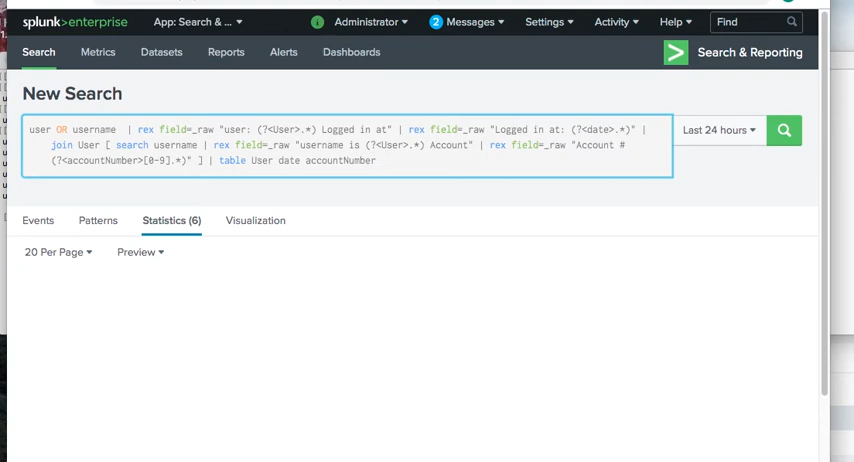 splunk>enterprise App: Search & ... i Administrator 2 Messages Settings Activity Help Find
Search Metrics Datasets Reports Alerts Dashboards > Search & Reporting
New Search
user OR username | rex field=_raw "user: (?<User>.*) Logged in at" | rex field=_raw "Logged in at: (?<date>.*)" |
join User [ search username | rex field=_raw "username is (?<User>.*) Account" | rex field=_raw "Account #
(?<accountNumber>[0-9].*)" ] | table User date accountNumber
Last 24 hours
Events Patterns Statistics (6) Visualization
20 Per Page Preview